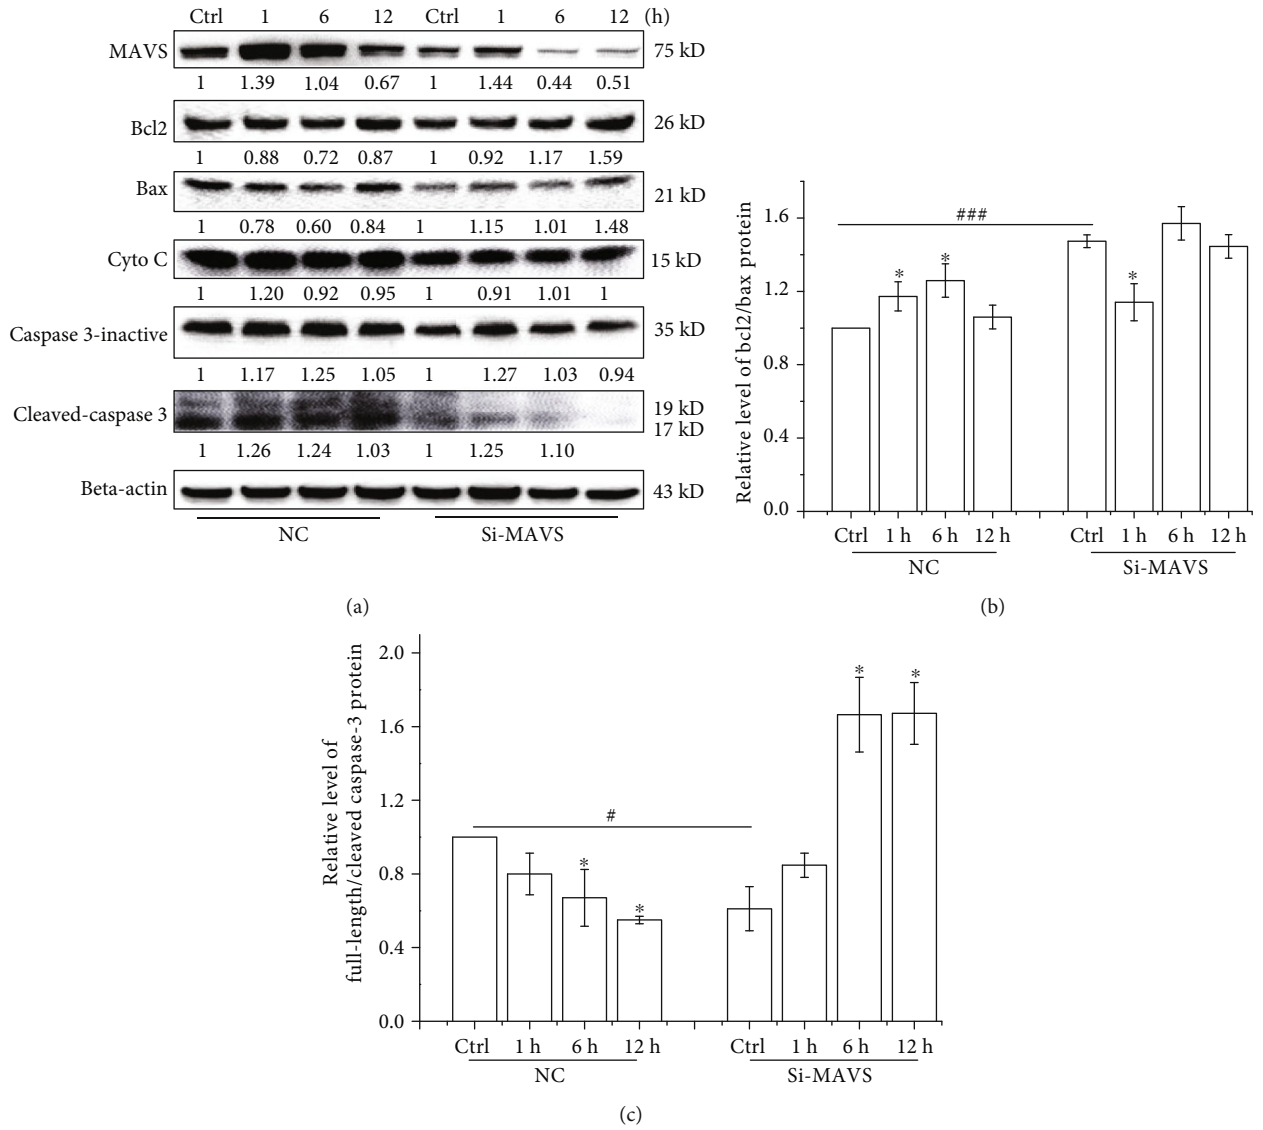 Ctrl 1 6 12 Ctrl 1 6 12 (h)
MAVS 75 kD
1 1.39 1.04 0.67 1 1.44 0.44 0.51
Bcl2 26 kD
1 0.88 0.72 0.87 1 0.92 1.17 1.59
Bax 21 kD
1 0.78 0.60 0.84 1 1.15 1.01 1.48
Cyto C 15 kD
1 1.20 0.92 0.95 1 0.91 1.01 1
Caspase 3-inactive 35 kD
1 1.17 1.25 1.05 1 1.27 1.03 0.94
Cleaved-caspase 3 19 kD
17 kD
1 1.26 1.24 1.03 1 1.25 1.10
Beta-actin 43 kD
NC Si-MAVS
(a)
Relative level of bcl2/bax protein
1.6
1.2
0.8
0.4
0.0
###
* * *
Ctrl 1 h 6 h 12 h Ctrl 1 h 6 h 12 h
NC Si-MAVS
(b)
Relative level of
full-length/cleaved caspase-3 protein
2.0
1.6
1.2
0.8
0.4
0.0
* *
#
*
*
Ctrl 1 h 6 h 12 h Ctrl 1 h 6 h 12 h
NC Si-MAVS
(c)